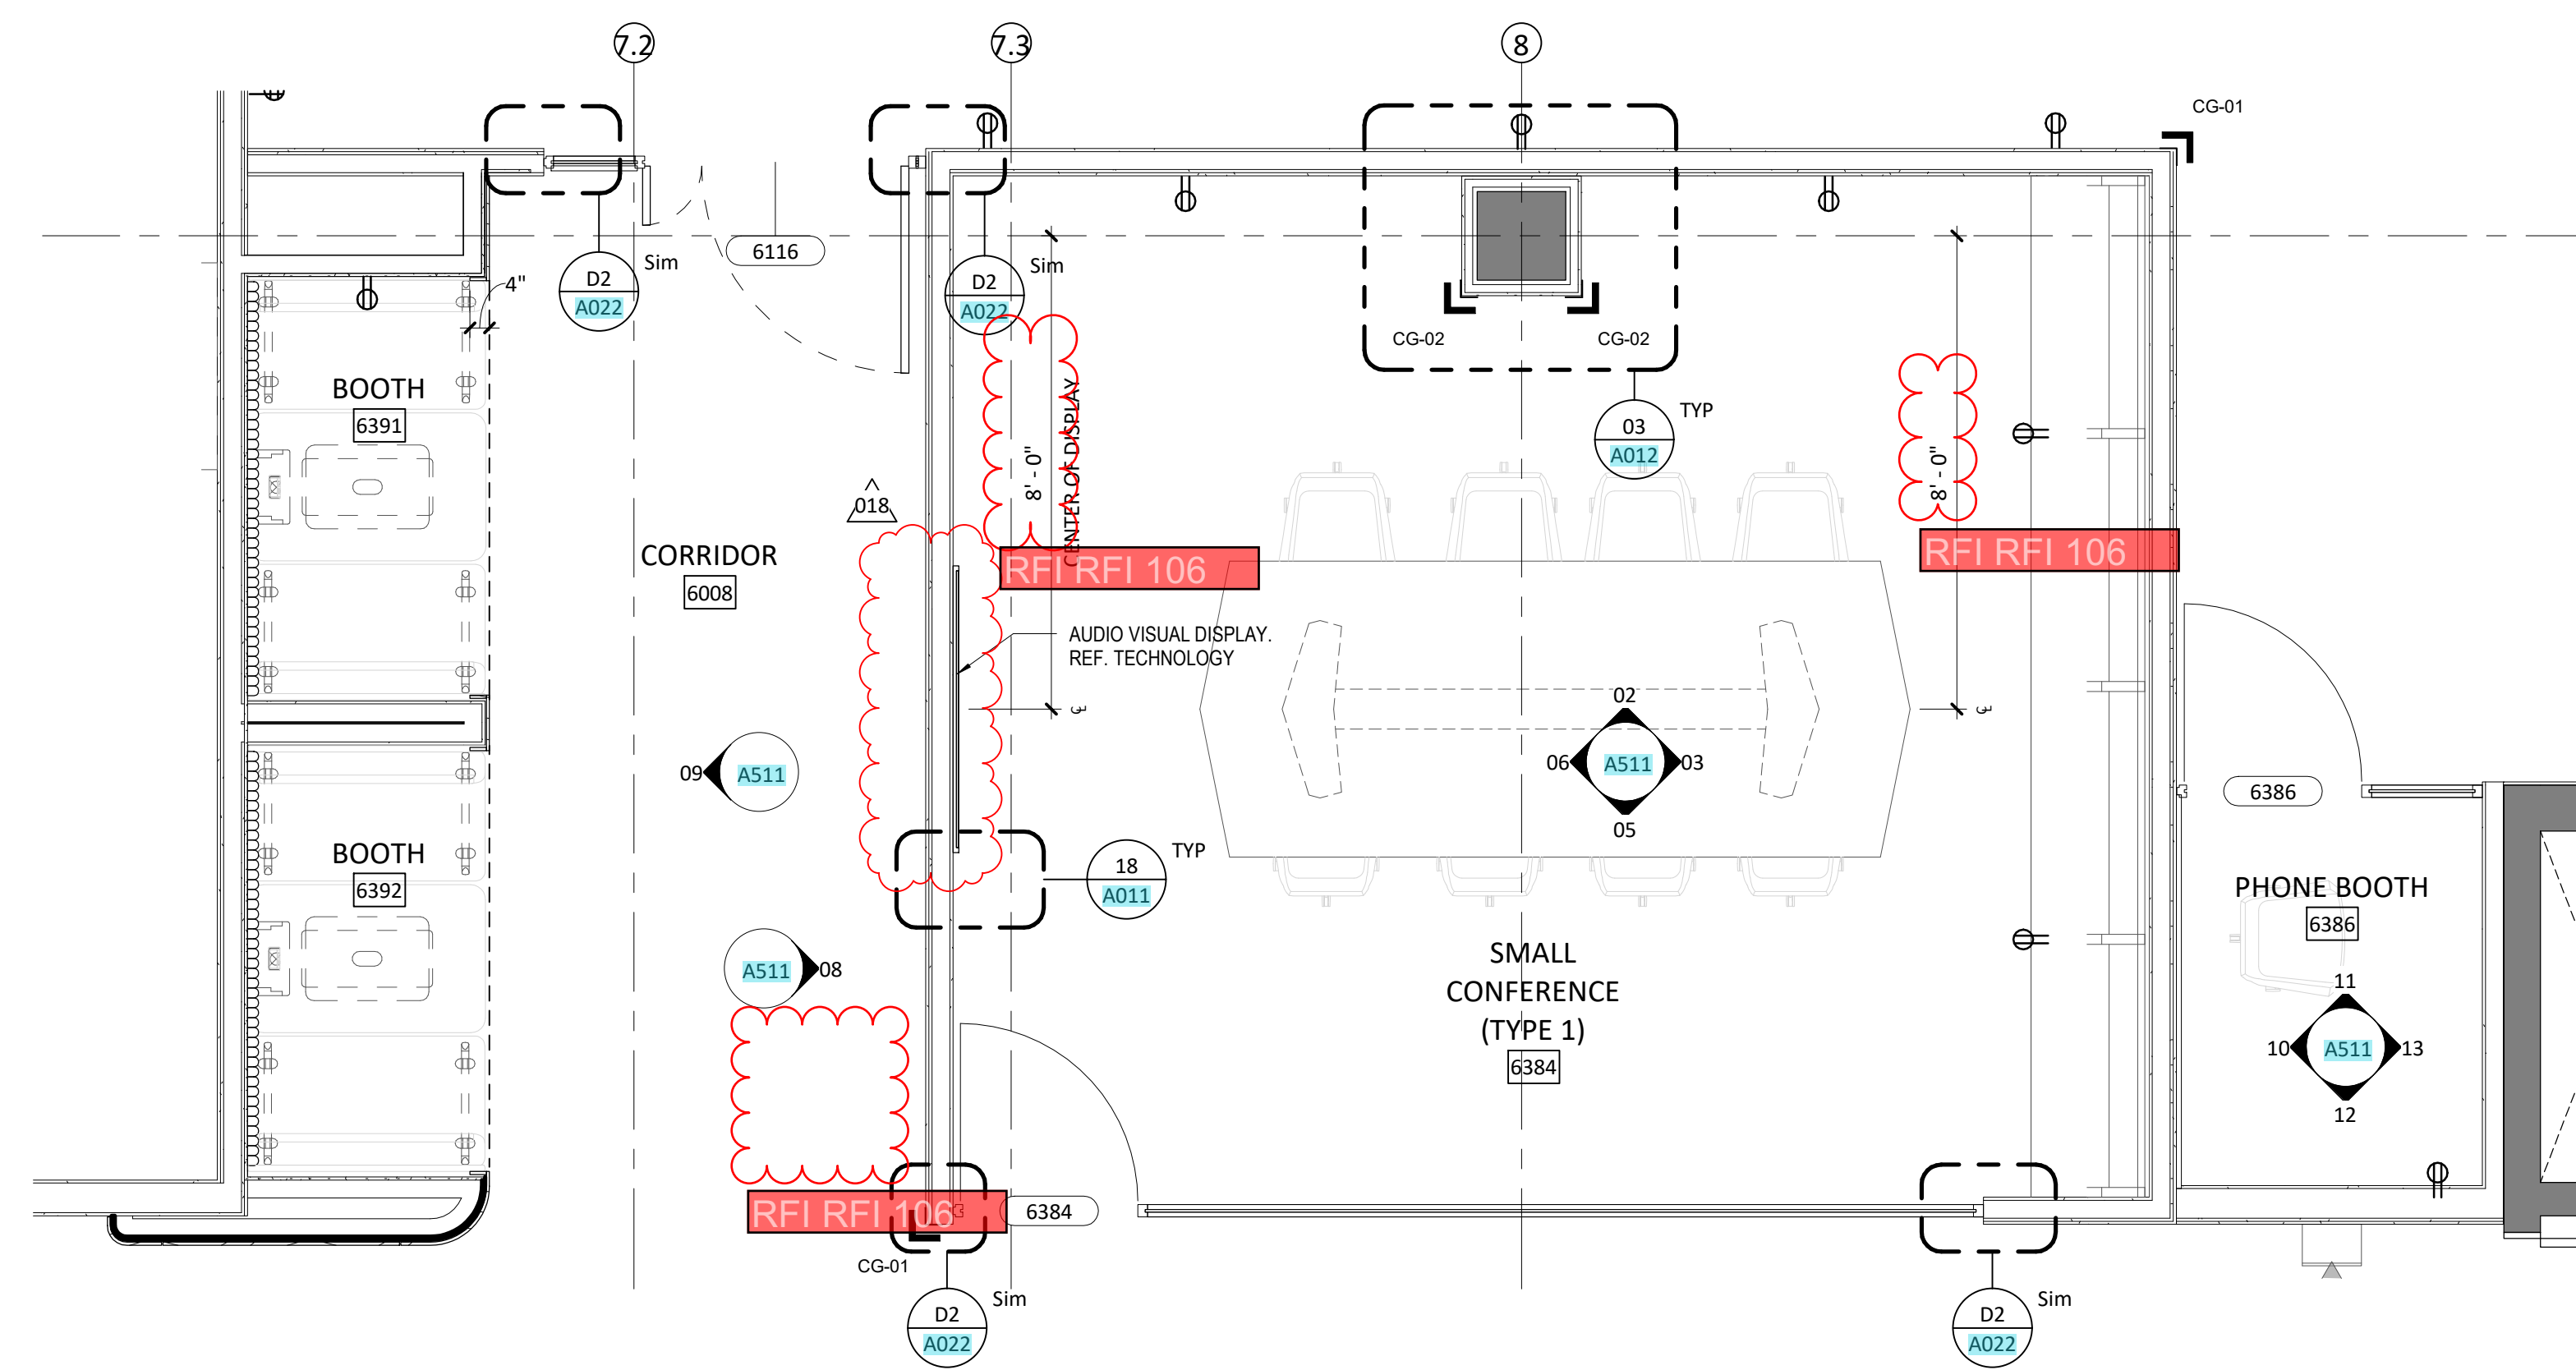 7.2
7.3
8
CG-01
6116
Sim
D2
A022
Sim
D2
A022
4"
CG-02
CG-02
BOOTH
6391
TYP
03
A012
8' - 0"
CENTER OF DISPLAY
8' - 0"
018
CORRIDOR
6008
RFI RFI 106
RFI RFI 106
AUDIO VISUAL DISPLAY.
REF. TECHNOLOGY
CL
CL
02
06
A511
03
05
09
A511
6386
BOOTH
6392
TYP
18
A011
PHONE BOOTH
6386
A511
08
SMALL
CONFERENCE
(TYPE 1)
6384
11
10
A511
13
12
RFI RFI 106
6384
CG-01
Sim
D2
A022
Sim
D2
A022